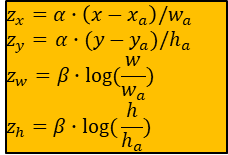 z_x = α · (x − x_a)/w_a
z_y = α · (y − y_a)/h_a
z_w = β · log(w/w_a)
z_h = β · log(h/h_a)